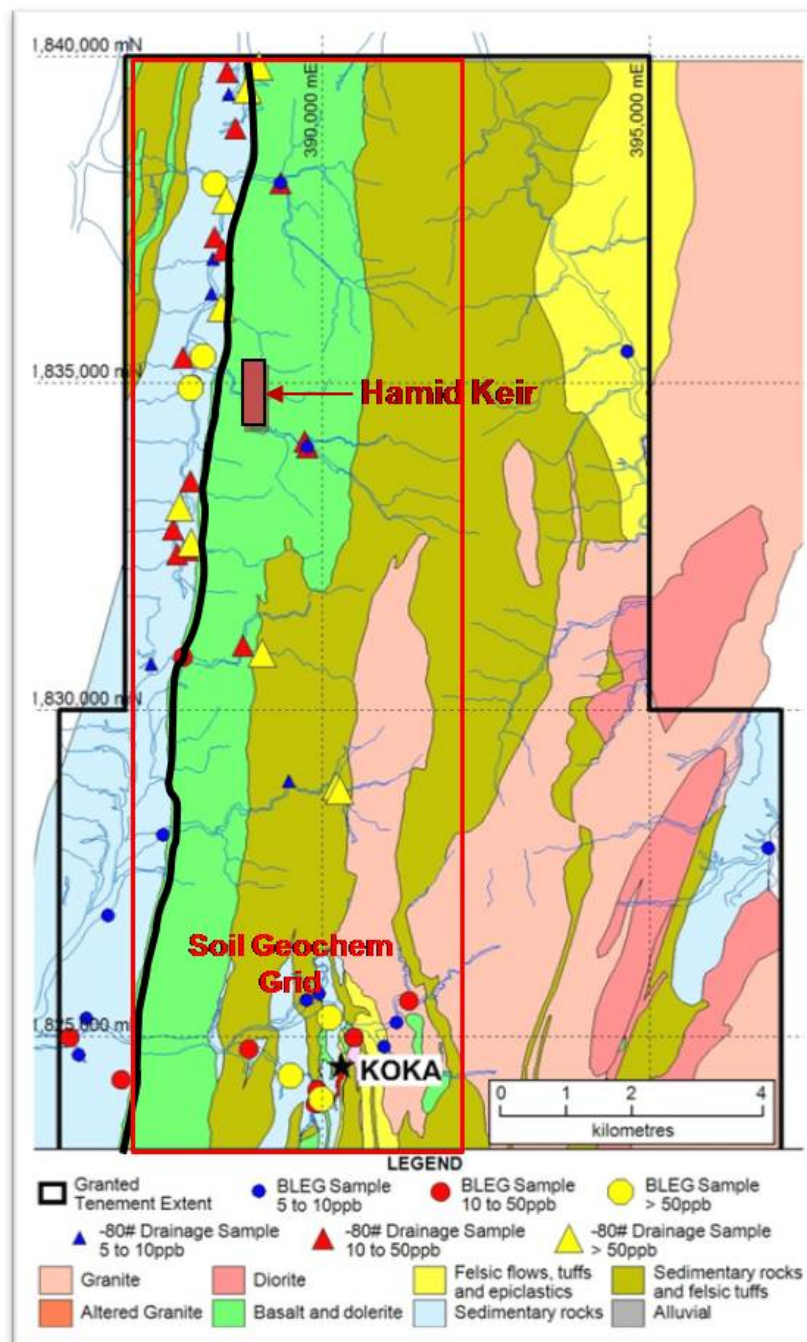 1,840,000 mN
390,000 mE
395,000 mE
1,835,000 mN
Hamid Keir
1,830,000 mN
Soil Geochem
Grid
1,825,000 mN
KOKA
0 1 2 4
kilometres
LEGEND
Granted
Tenement Extent
BLEG Sample
5 to 10ppb
BLEG Sample
10 to 50ppb
BLEG Sample
> 50ppb
-80# Drainage Sample
5 to 10ppb
-80# Drainage Sample
10 to 50ppb
-80# Drainage Sample
> 50ppb
Granite
Diorite
Felsic flows, tuffs
and epiclastics
Sedimentary rocks
and felsic tuffs
Altered Granite
Basalt and dolerite
Sedimentary rocks
Alluvial